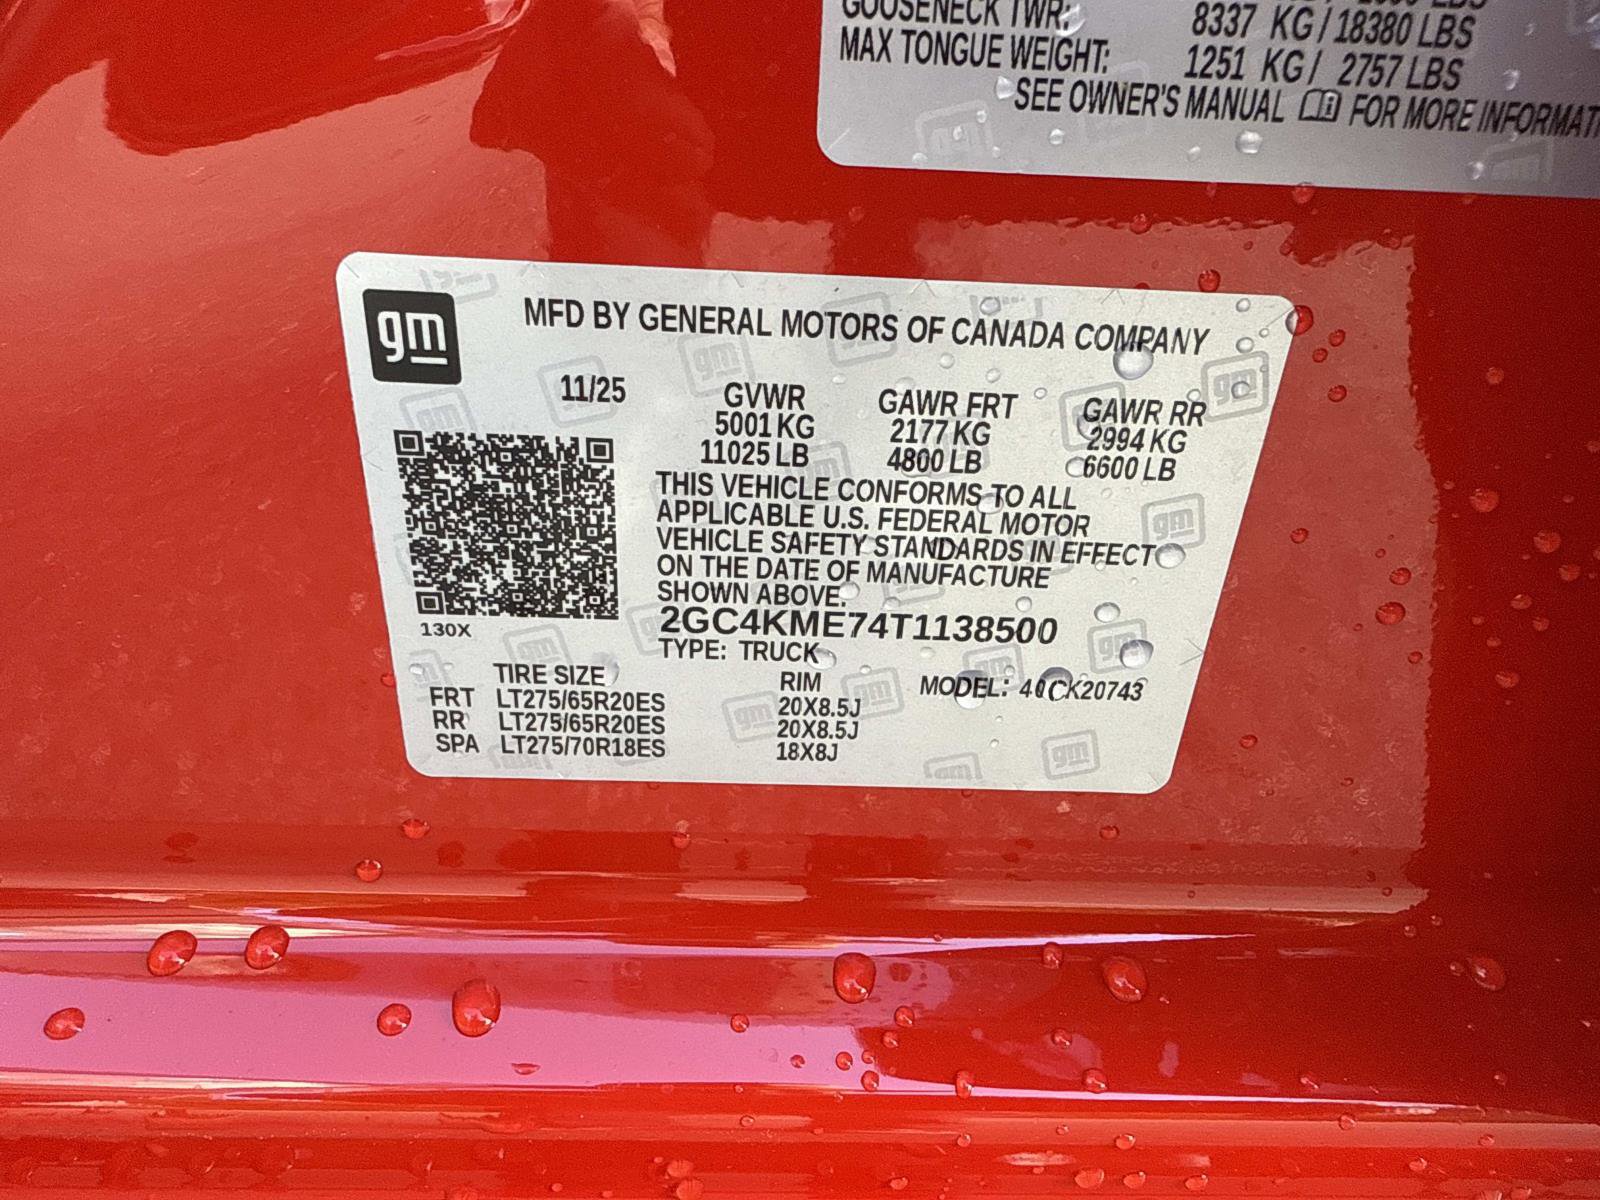 GOOSENECK TWR: 8337 KG / 18380 LBS
MAX TONGUE WEIGHT: 1251 KG / 2757 LBS
SEE OWNER'S MANUAL FOR MORE
gm
MFD BY GENERAL MOTORS OF CANADA COMPANY
11/25 GVWR GAWR FRT GAWR RR
5001 KG 2177 KG 2994 KG
11025 LB 4800 LB 6600 LB
THIS VEHICLE CONFORMS TO ALL
APPLICABLE U.S. FEDERAL MOTOR
VEHICLE SAFETY STANDARDS IN EFFECT
ON THE DATE OF MANUFACTURE
SHOWN ABOVE.
2GC4KME74T1138500
130X
TYPE: TRUCK
TIRE SIZE RIM MODEL:
FRT LT275/65R20ES 20X8.5J
RR LT275/65R20ES 20X8.5J
SPA LT275/70R18ES 18X8J